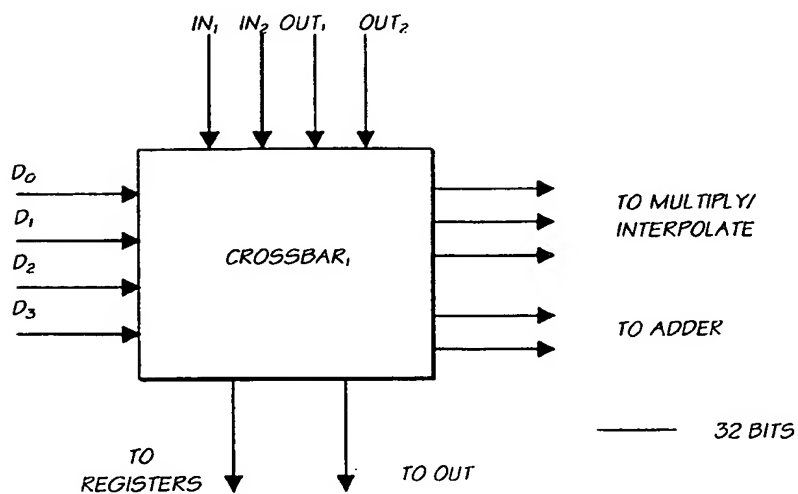 IN₁ IN₂ OUT₁ OUT₂
D₀
D₁
D₂
D₃
CROSSBAR₁
TO MULTIPLY/
INTERPOLATE
TO ADDER
32 BITS
TO
REGISTERS
TO OUT